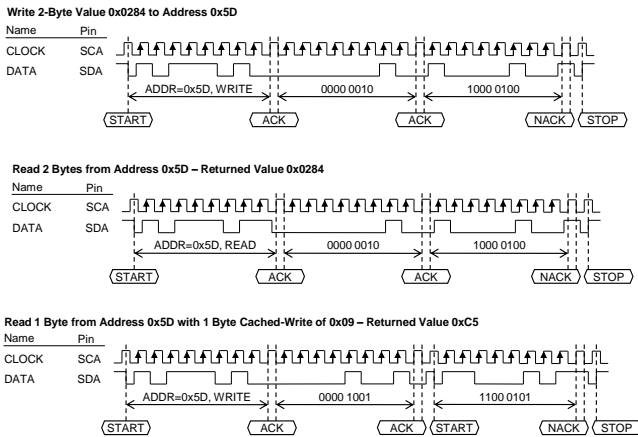 Write 2-Byte Value 0x0284 to Address 0x5D
Name Pin
CLOCK SCA
DATA SDA
ADDR=0x5D, WRITE 0000 0010 1000 0100
START ACK ACK NACK STOP
Read 2 Bytes from Address 0x5D – Returned Value 0x0284
Name Pin
CLOCK SCA
DATA SDA
ADDR=0x5D, READ 0000 0010 1000 0100
START ACK ACK NACK STOP
Read 1 Byte from Address 0x5D with 1 Byte Cached-Write of 0x09 – Returned Value 0xC5
Name Pin
CLOCK SCA
DATA SDA
ADDR=0x5D, WRITE 0000 1001 1100 0101
START ACK ACK START NACK STOP